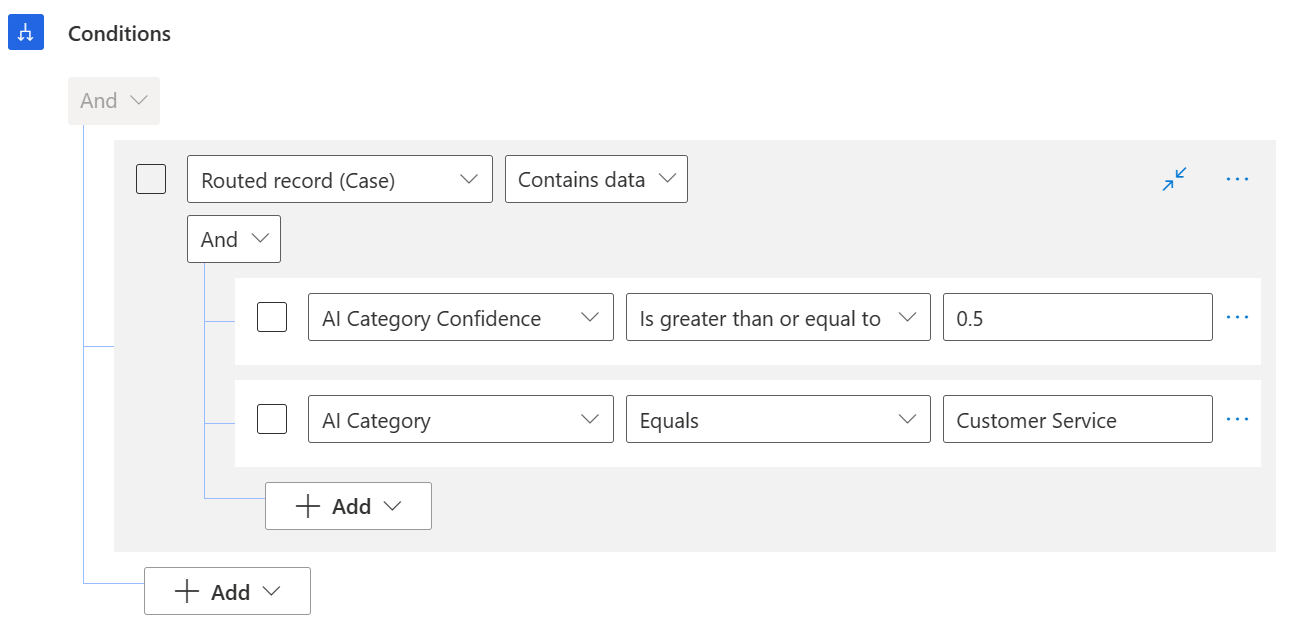 Conditions
And
Routed record (Case) Contains data
And
AI Category Confidence Is greater than or equal to 0.5
AI Category Equals Customer Service
Add
Add